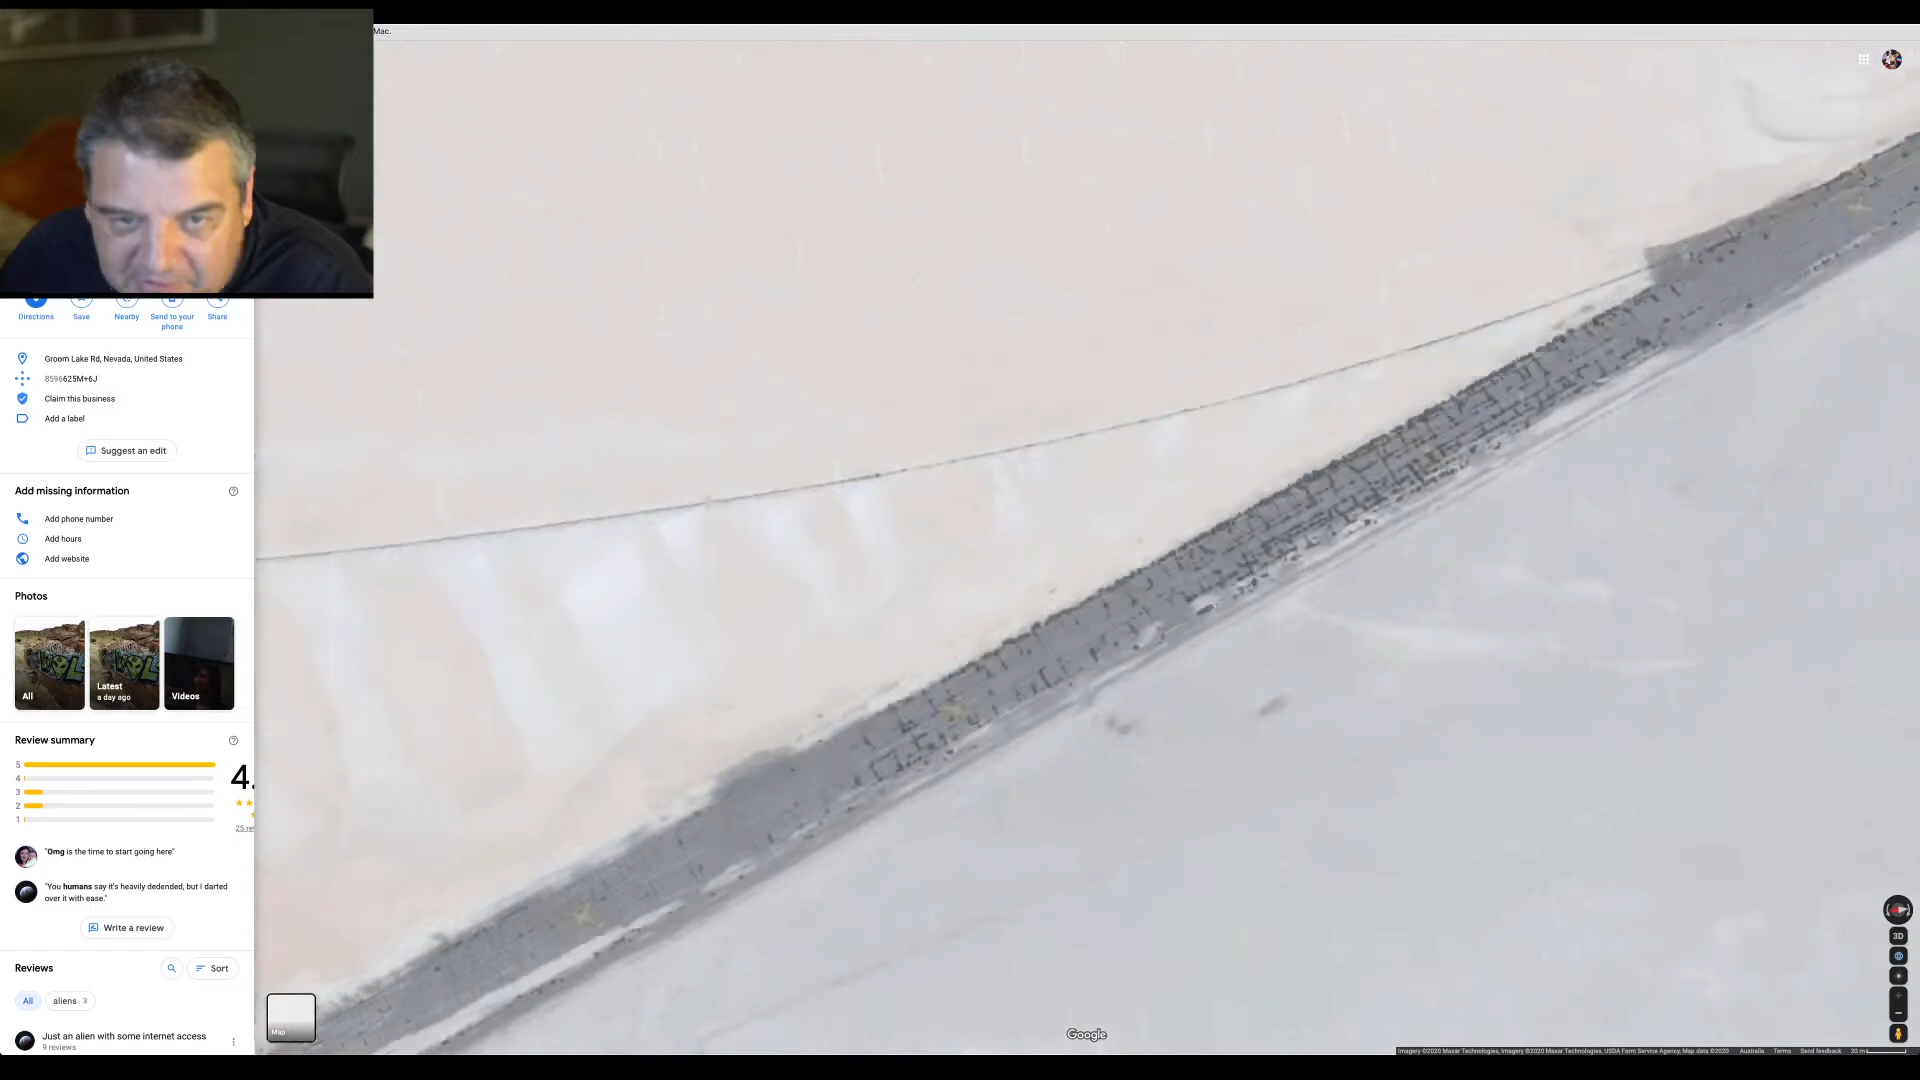 Mac.
Directions
Save
Nearby
Send to your
phone
Share
Groom Lake Rd, Nevada, United States
8596625M+6J
Claim this business
Add a label
Suggest an edit
Add missing information
Add phone number
Add hours
Add website
Photos
All
Latest
a day ago
Videos
Review summary
5
4
3
2
1
4.
25 re
"Omg is the time to start going here"
"You humans say it's heavily dedended, but I darted
over it with ease."
Write a review
Reviews
Sort
All
aliens 3
Just an alien with some internet access
9 reviews
Map
Google
3D
Imagery ©2020 Maxar Technologies, Imagery ©2020 Maxar Technologies, USDA Farm Service Agency, Map data ©2020 Australia Terms Send feedback 20 m